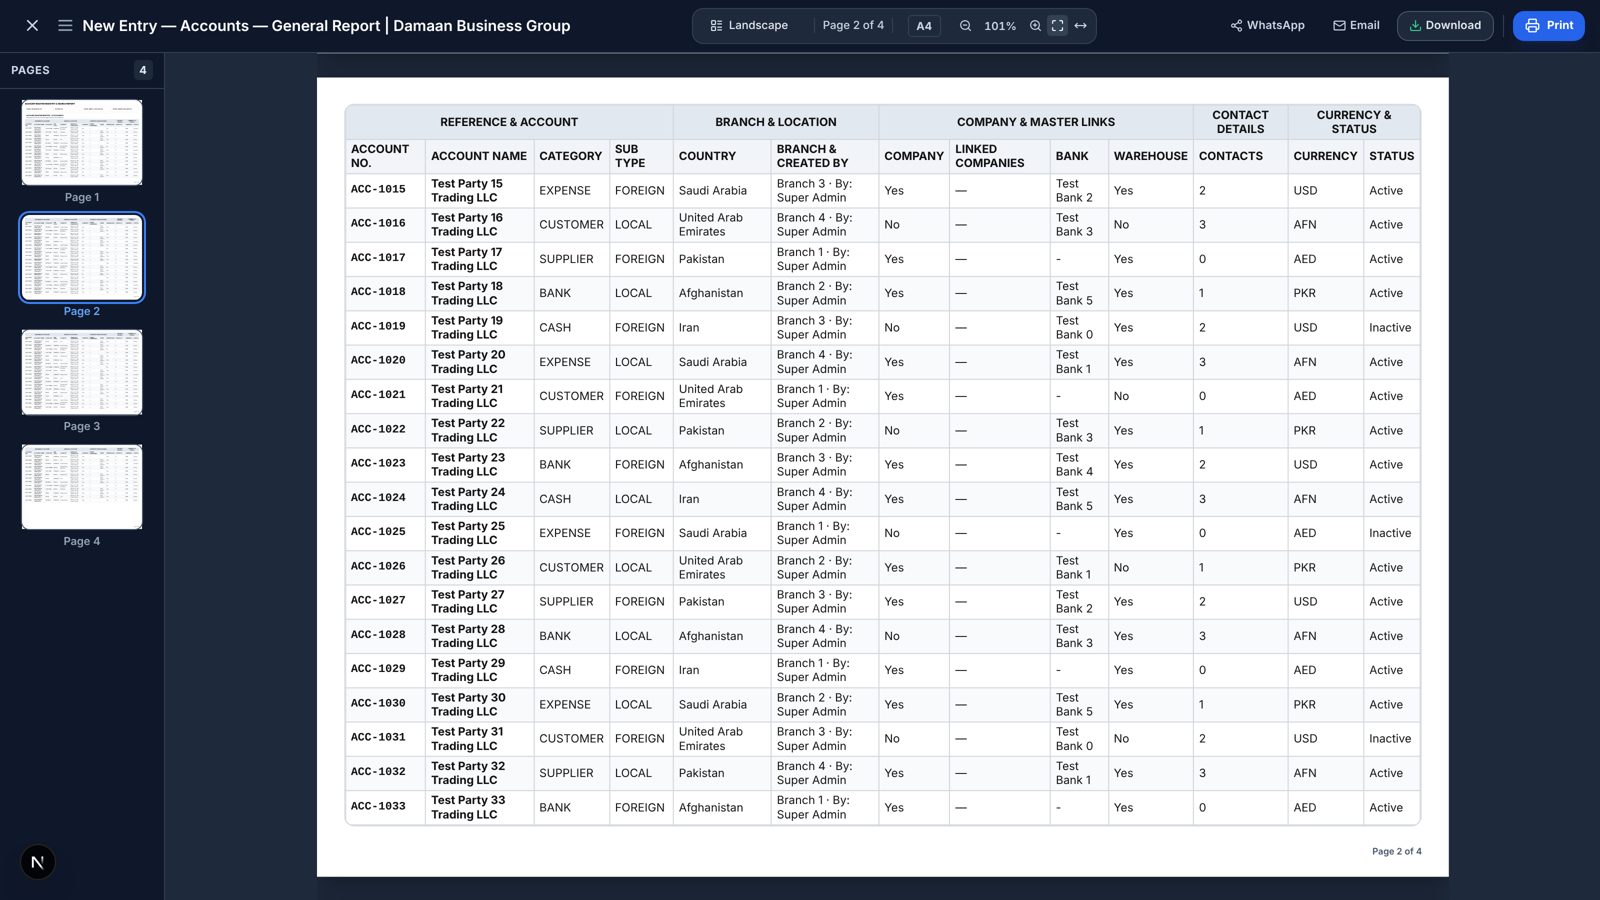 New Entry — Accounts — General Report | Damaan Business Group
Landscape
Page 2 of 4
A4
101%
WhatsApp
Email
Download
Print
PAGES
4
Page 1
Page 2
Page 3
Page 4
N
REFERENCE & ACCOUNT BRANCH & LOCATION COMPANY & MASTER LINKS CONTACT DETAILS CURRENCY & STATUS
ACCOUNT NO. ACCOUNT NAME CATEGORY SUB TYPE COUNTRY BRANCH & CREATED BY COMPANY LINKED COMPANIES BANK WAREHOUSE CONTACTS CURRENCY STATUS
ACC-1015 Test Party 15 Trading LLC EXPENSE FOREIGN Saudi Arabia Branch 3 · By: Super Admin Yes — Test Bank 2 Yes 2 USD Active
ACC-1016 Test Party 16 Trading LLC CUSTOMER LOCAL United Arab Emirates Branch 4 · By: Super Admin No — Test Bank 3 No 3 AFN Active
ACC-1017 Test Party 17 Trading LLC SUPPLIER FOREIGN Pakistan Branch 1 · By: Super Admin Yes — - Yes 0 AED Active
ACC-1018 Test Party 18 Trading LLC BANK LOCAL Afghanistan Branch 2 · By: Super Admin Yes — Test Bank 5 Yes 1 PKR Active
ACC-1019 Test Party 19 Trading LLC CASH FOREIGN Iran Branch 3 · By: Super Admin No — Test Bank 0 Yes 2 USD Inactive
ACC-1020 Test Party 20 Trading LLC EXPENSE LOCAL Saudi Arabia Branch 4 · By: Super Admin Yes — Test Bank 1 Yes 3 AFN Active
ACC-1021 Test Party 21 Trading LLC CUSTOMER FOREIGN United Arab Emirates Branch 1 · By: Super Admin Yes — - No 0 AED Active
ACC-1022 Test Party 22 Trading LLC SUPPLIER LOCAL Pakistan Branch 2 · By: Super Admin No — Test Bank 3 Yes 1 PKR Active
ACC-1023 Test Party 23 Trading LLC BANK FOREIGN Afghanistan Branch 3 · By: Super Admin Yes — Test Bank 4 Yes 2 USD Active
ACC-1024 Test Party 24 Trading LLC CASH LOCAL Iran Branch 4 · By: Super Admin Yes — Test Bank 5 Yes 3 AFN Active
ACC-1025 Test Party 25 Trading LLC EXPENSE FOREIGN Saudi Arabia Branch 1 · By: Super Admin No — - Yes 0 AED Inactive
ACC-1026 Test Party 26 Trading LLC CUSTOMER LOCAL United Arab Emirates Branch 2 · By: Super Admin Yes — Test Bank 1 No 1 PKR Active
ACC-1027 Test Party 27 Trading LLC SUPPLIER FOREIGN Pakistan Branch 3 · By: Super Admin Yes — Test Bank 2 Yes 2 USD Active
ACC-1028 Test Party 28 Trading LLC BANK LOCAL Afghanistan Branch 4 · By: Super Admin No — Test Bank 3 Yes 3 AFN Active
ACC-1029 Test Party 29 Trading LLC CASH FOREIGN Iran Branch 1 · By: Super Admin Yes — - Yes 0 AED Active
ACC-1030 Test Party 30 Trading LLC EXPENSE LOCAL Saudi Arabia Branch 2 · By: Super Admin Yes — Test Bank 5 Yes 1 PKR Active
ACC-1031 Test Party 31 Trading LLC CUSTOMER FOREIGN United Arab Emirates Branch 3 · By: Super Admin No — Test Bank 0 No 2 USD Inactive
ACC-1032 Test Party 32 Trading LLC SUPPLIER LOCAL Pakistan Branch 4 · By: Super Admin Yes — Test Bank 1 Yes 3 AFN Active
ACC-1033 Test Party 33 Trading LLC BANK FOREIGN Afghanistan Branch 1 · By: Super Admin Yes — - Yes 0 AED Active
Page 2 of 4